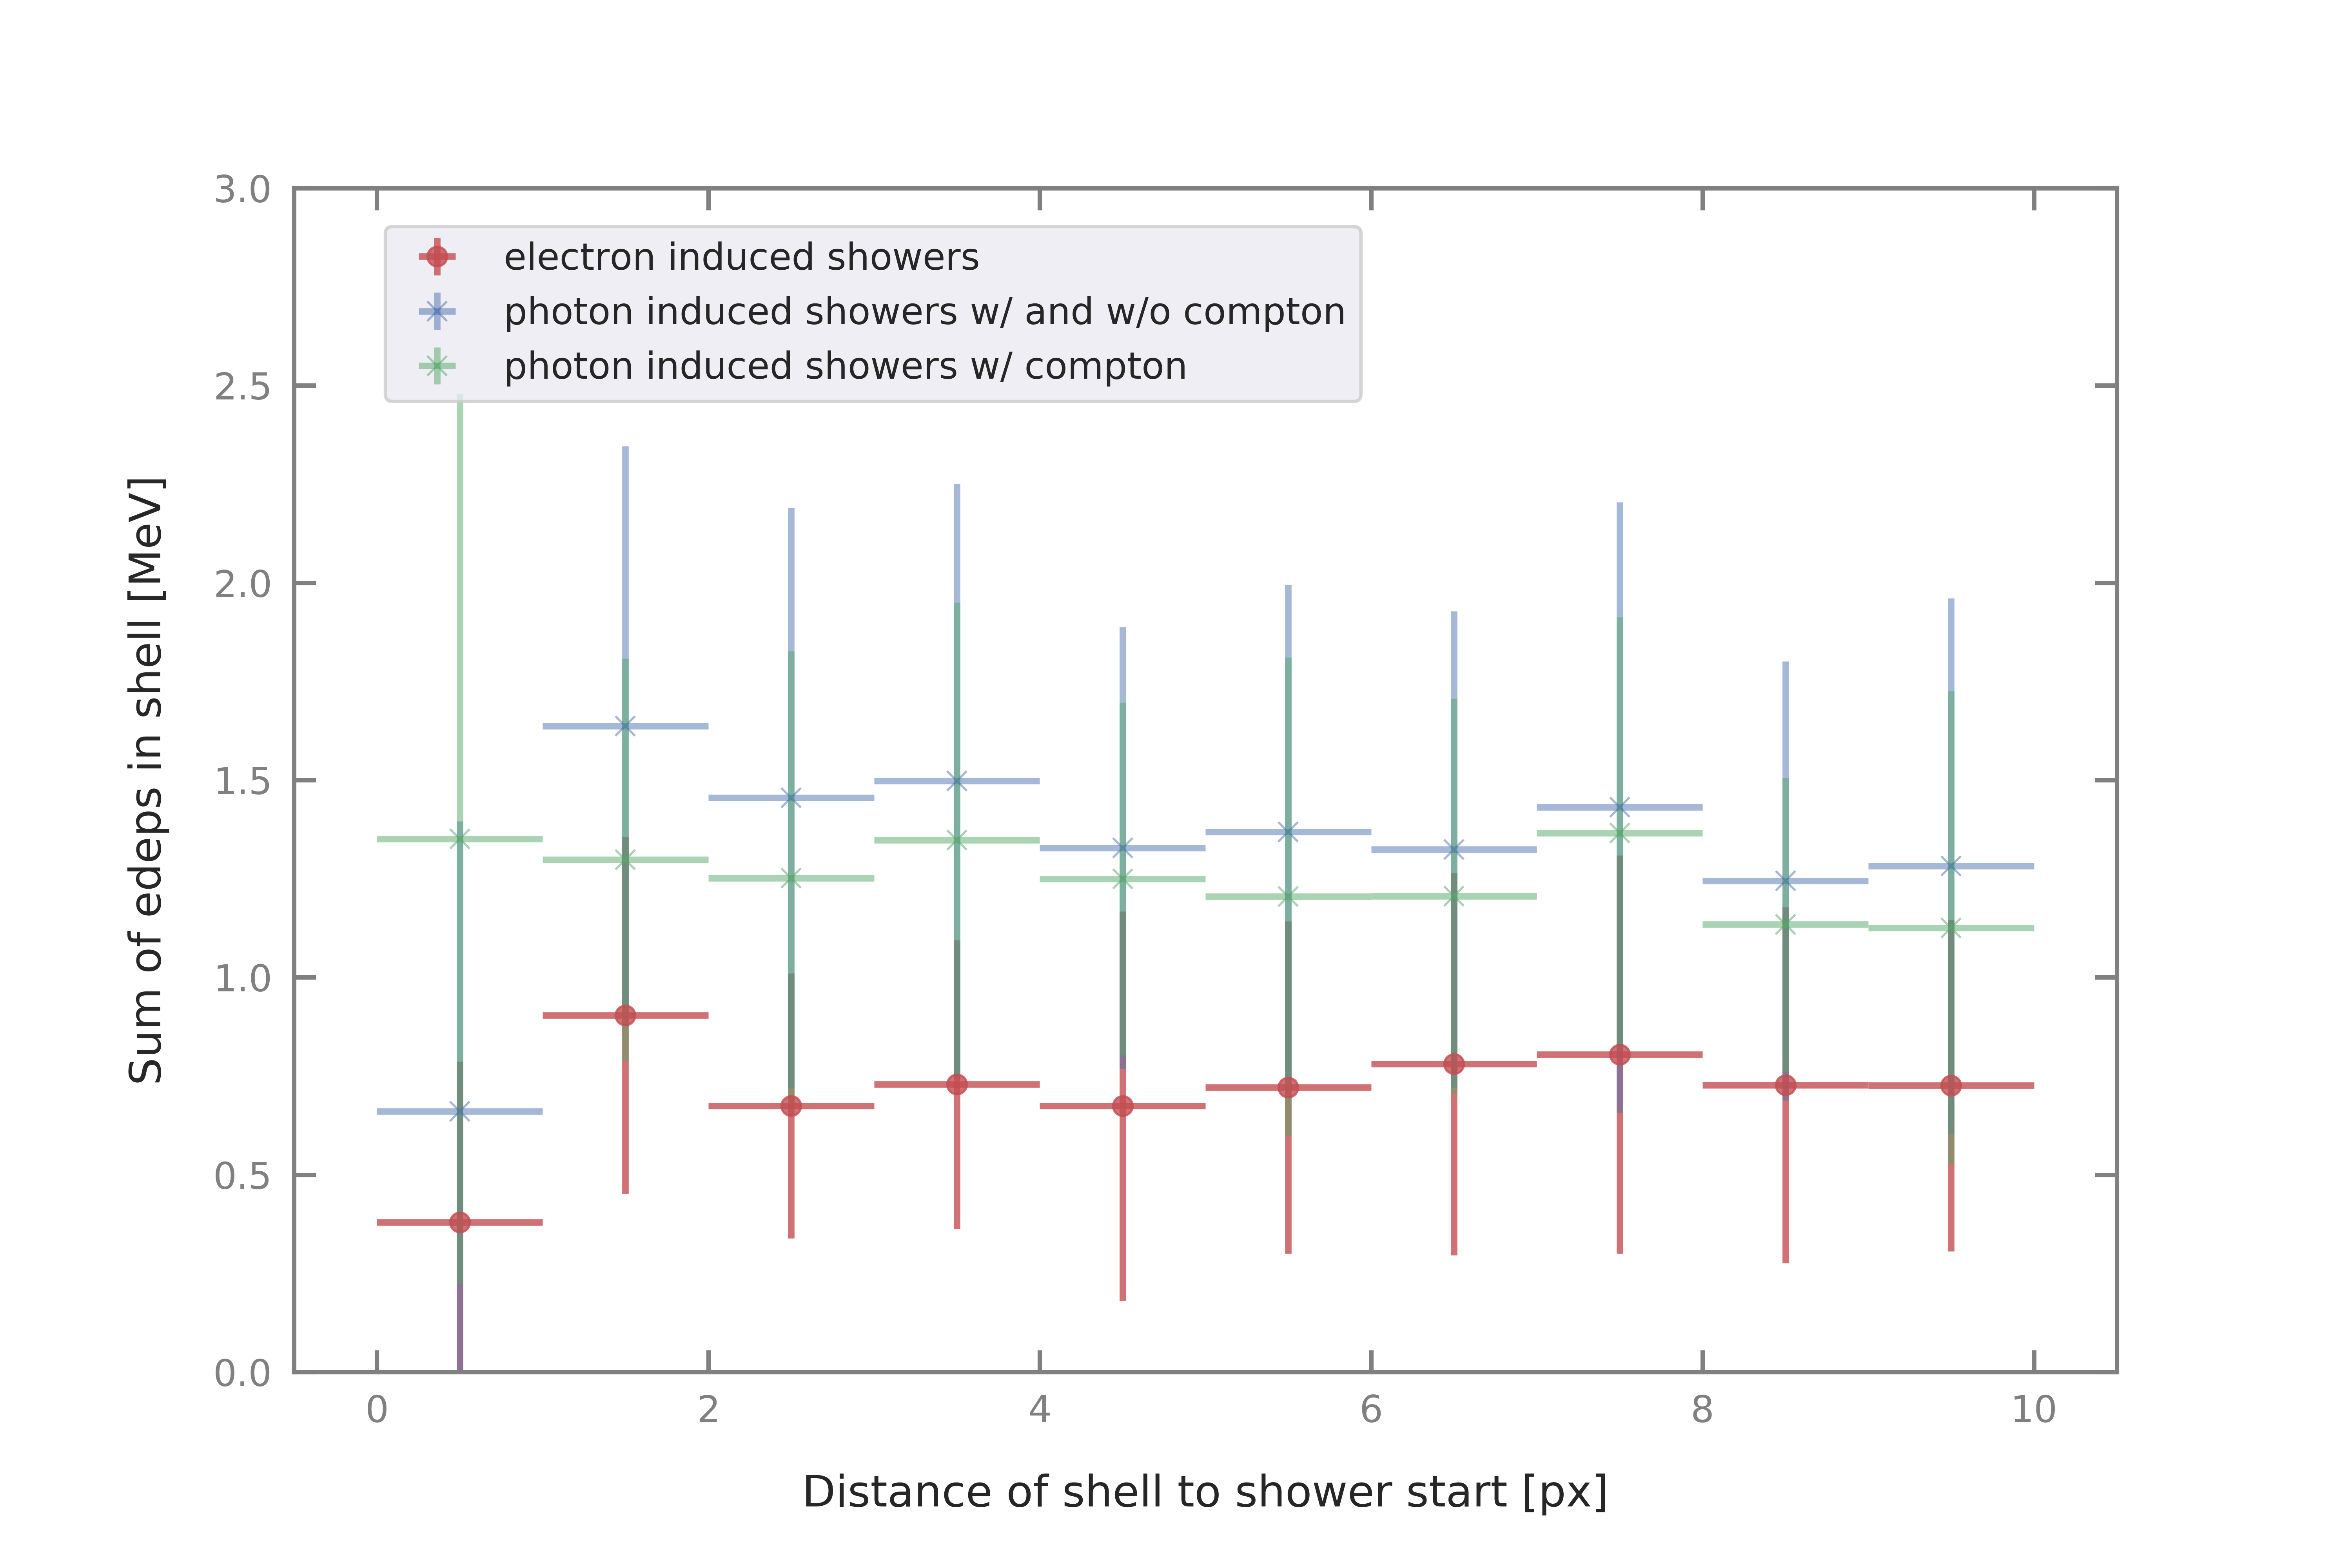 3.0
electron induced showers
photon induced showers w/ and w/o compton
photon induced showers w/ compton
2.5
2.0
1.5
1.0
0.5
0.0
Sum of edeps in shell [MeV]
0 2 4 6 8 10
Distance of shell to shower start [px]